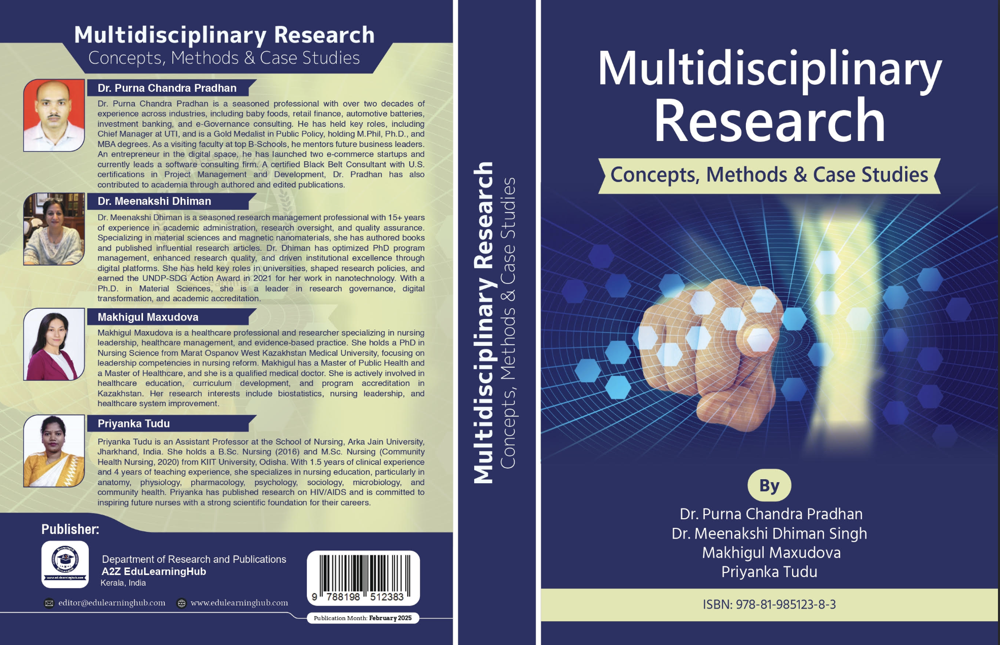 Multidisciplinary Research
Concepts, Methods & Case Studies
Dr. Purna Chandra Pradhan
Dr. Purna Chandra Pradhan is a seasoned professional with over two decades of
experience across industries, including baby foods, retail finance, automotive batteries,
investment banking, and e-Governance consulting. He has held key roles, including
Chief Manager at UTI, and is a Gold Medalist in Public Policy, holding M.Phil, Ph.D., and
MBA degrees. As a visiting faculty at top B-Schools, he mentors future business leaders.
An entrepreneur in the digital space, he has launched two e-commerce startups and
currently leads a software consulting firm. A certified Black Belt Consultant with U.S.
certifications in Project Management and Development, Dr. Pradhan has also
contributed to academia through authored and edited publications.
Dr. Meenakshi Dhiman
Dr. Meenakshi Dhiman is a seasoned research management professional with 15+ years
of experience in academic administration, research oversight, and quality assurance.
Specializing in material sciences and magnetic nanomaterials, she has authored books
and published influential research articles. Dr. Dhiman has optimized PhD program
management, enhanced research quality, and driven institutional excellence through
digital platforms. She has held key roles in universities, shaped research policies, and
earned the UNDP-SDG Action Award in 2021 for her work in nanotechnology. With a
Ph.D. in Material Sciences, she is a leader in research governance, digital
transformation, and academic accreditation.
Makhigul Maxudova
Makhigul Maxudova is a healthcare professional and researcher specializing in nursing
leadership, healthcare management, and evidence-based practice. She holds a PhD in
Nursing Science from Marat Ospanov West Kazakhstan Medical University, focusing on
leadership competencies in nursing reform. Makhigul has a Master of Public Health and
a Master of Healthcare, and she is a qualified medical doctor. She is actively involved in
healthcare education, curriculum development, and program accreditation in
Kazakhstan. Her research interests include biostatistics, nursing leadership, and
healthcare system improvement.
Priyanka Tudu
Priyanka Tudu is an Assistant Professor at the School of Nursing, Arka Jain University,
Jharkhand, India. She holds a B.Sc. Nursing (2016) and M.Sc. Nursing (Community
Health Nursing, 2020) from KIIT University, Odisha. With 1.5 years of clinical experience
and 4 years of teaching experience, she specializes in nursing education, particularly in
anatomy, physiology, pharmacology, psychology, sociology, microbiology, and
community health. Priyanka has published research on HIV/AIDS and is committed to
inspiring future nurses with a strong scientific foundation for their careers.
Publisher:
A2Z
www.edulearninghub.com
Department of Research and Publications
A2Z EduLearningHub
Kerala, India
editor@edulearninghub.com
www.edulearninghub.com
9 788198 512383
Publication Month: February 2025
Multidisciplinary Research
Concepts, Methods & Case Studies
Multidisciplinary
Research
Concepts, Methods & Case Studies
By
Dr. Purna Chandra Pradhan
Dr. Meenakshi Dhiman Singh
Makhigul Maxudova
Priyanka Tudu
ISBN: 978-81-985123-8-3